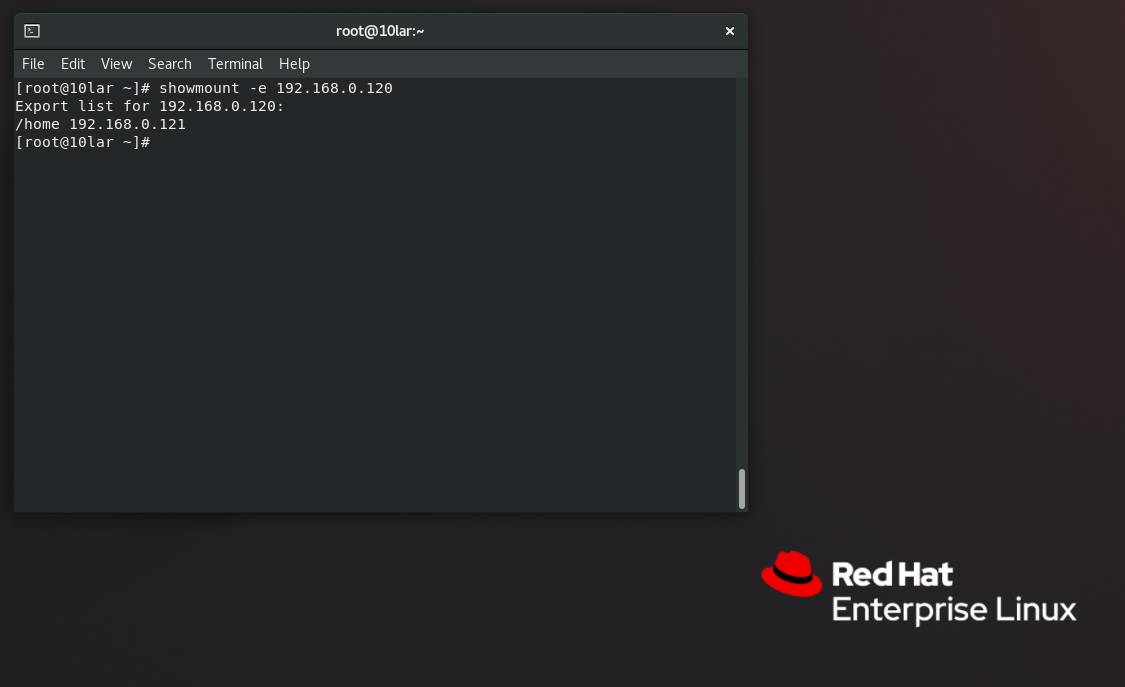 root@10lar:~
File Edit View Search Terminal Help
[root@10lar ~]# showmount -e 192.168.0.120
Export list for 192.168.0.120:
/home 192.168.0.121
[root@10lar ~]#
Red Hat
Enterprise Linux